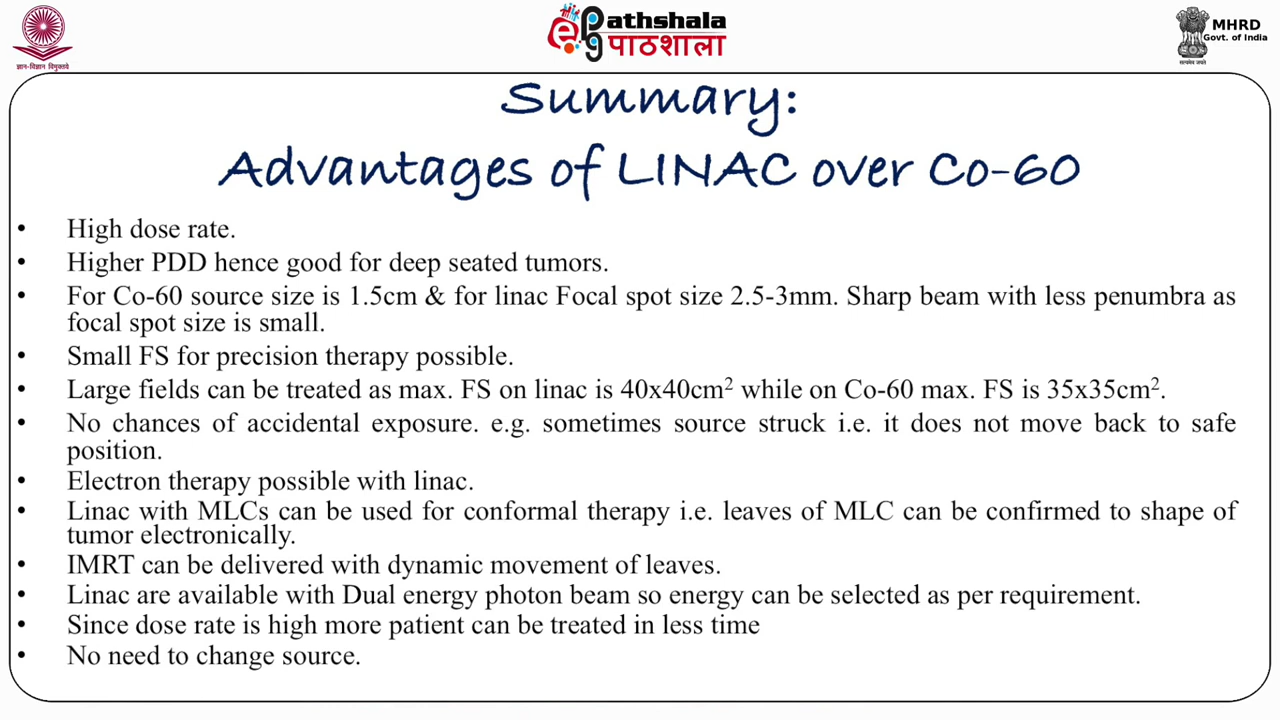 ज्ञान-विज्ञान विमुक्तये
ePathshala
पाठशाला
MHRD
Govt. of India
सत्यमेव जयते
Summary:
Advantages of LINAC over Co-60
• High dose rate.
• Higher PDD hence good for deep seated tumors.
• For Co-60 source size is 1.5cm & for linac Focal spot size 2.5-3mm. Sharp beam with less penumbra as
focal spot size is small.
• Small FS for precision therapy possible.
• Large fields can be treated as max. FS on linac is 40x40cm² while on Co-60 max. FS is 35x35cm².
• No chances of accidental exposure. e.g. sometimes source struck i.e. it does not move back to safe
position.
• Electron therapy possible with linac.
• Linac with MLCs can be used for conformal therapy i.e. leaves of MLC can be confirmed to shape of
tumor electronically.
• IMRT can be delivered with dynamic movement of leaves.
• Linac are available with Dual energy photon beam so energy can be selected as per requirement.
• Since dose rate is high more patient can be treated in less time
• No need to change source.